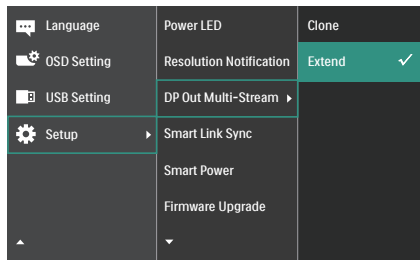 Language
OSD Setting
USB Setting
Setup
Power LED
Resolution Notification
DP Out Multi-Stream
Smart Link Sync
Smart Power
Firmware Upgrade
Clone
Extend